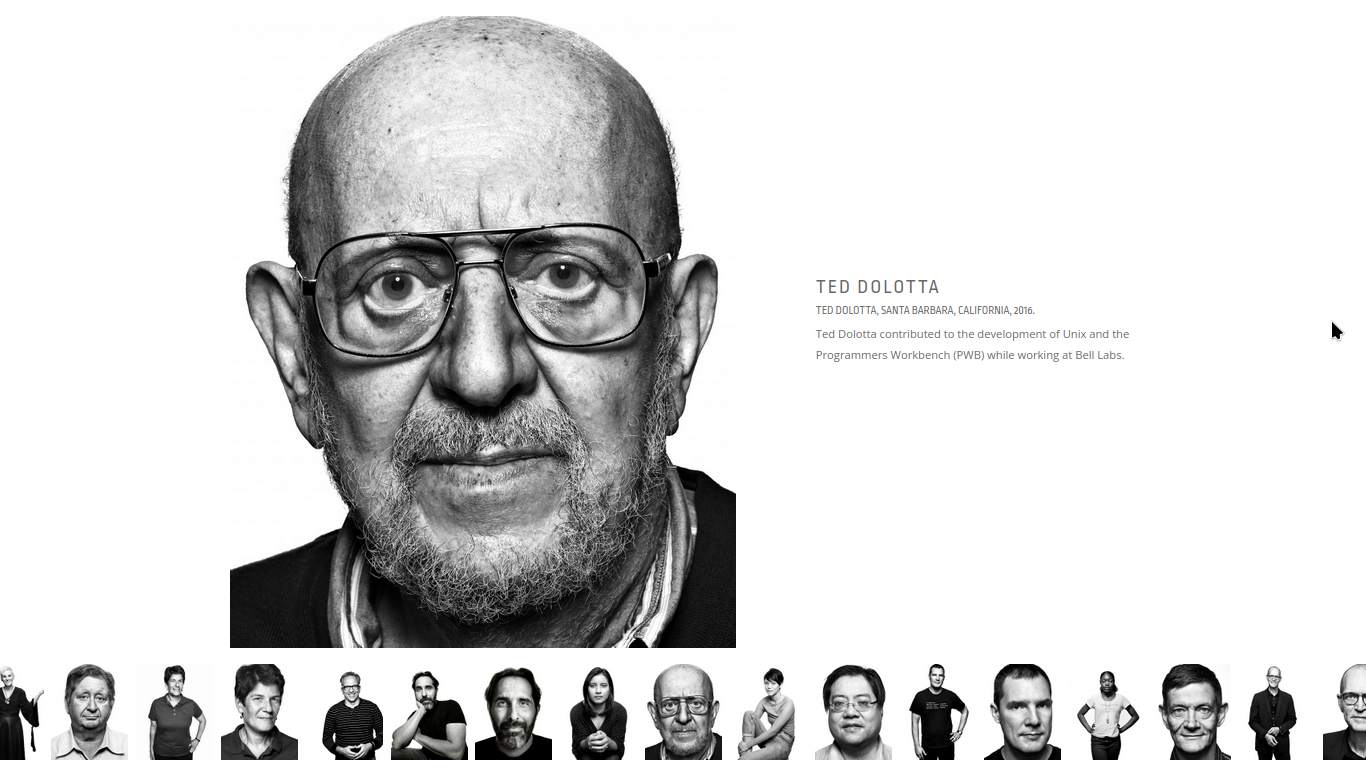 TED DOLOTTA
TED DOLOTTA, SANTA BARBARA, CALIFORNIA, 2016.
Ted Dolotta contributed to the development of Unix and the
Programmers Workbench (PWB) while working at Bell Labs.